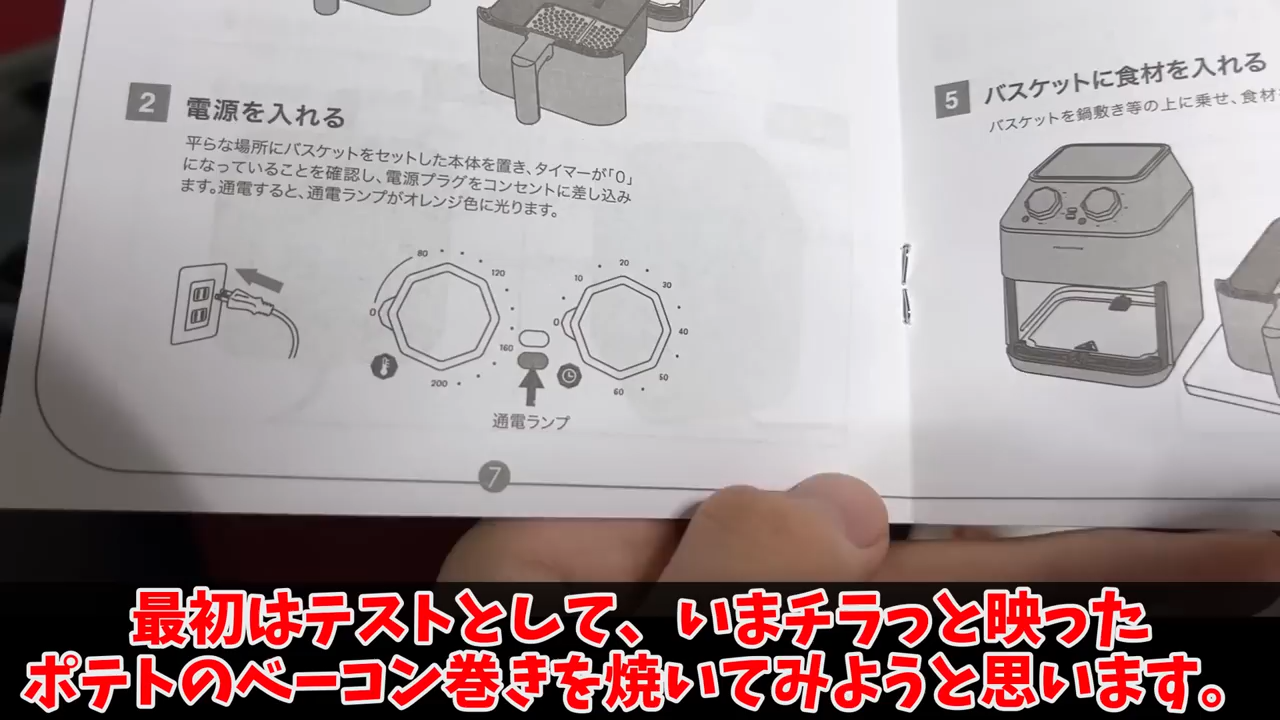 2 電源を入れる
平らな場所にバスケットをセットした本体を置き、タイマーが「0」
になっていることを確認し、電源プラグをコンセントに差し込み
ます。通電すると、通電ランプがオレンジ色に光ります。
0
80
120
160
200
0
10
20
30
40
50
60
通電ランプ
7
5 バスケットに食材を入れる
バスケットを鍋敷き等の上に乗せ、食材
最初はテストとして、いまチラっと映った
ポテトのベーコン巻きを焼いてみようと思います。